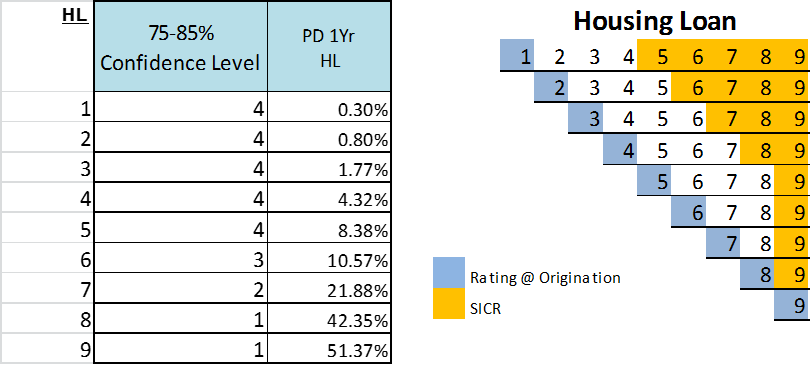 HL
75-85%
Confidence Level
PD 1Yr
HL
1 4 0.30%
2 4 0.80%
3 4 1.77%
4 4 4.32%
5 4 8.38%
6 3 10.57%
7 2 21.88%
8 1 42.35%
9 1 51.37%
Housing Loan
1 2 3 4 5 6 7 8 9
2 3 4 5 6 7 8 9
3 4 5 6 7 8 9
4 5 6 7 8 9
5 6 7 8 9
6 7 8 9
7 8 9
8 9
9
Rating @ Origination
SICR